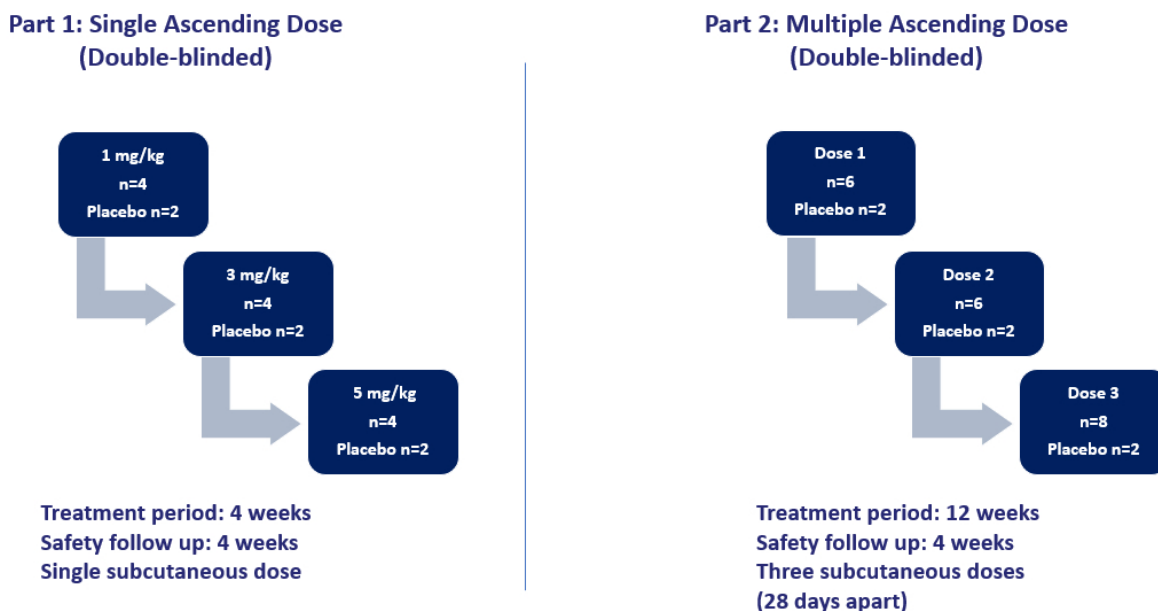 Part 1: Single Ascending Dose
(Double-blinded)
1 mg/kg
n=4
Placebo n=2
3 mg/kg
n=4
Placebo n=2
5 mg/kg
n=4
Placebo n=2
Treatment period: 4 weeks
Safety follow up: 4 weeks
Single subcutaneous dose
Part 2: Multiple Ascending Dose
(Double-blinded)
Dose 1
n=6
Placebo n=2
Dose 2
n=6
Placebo n=2
Dose 3
n=8
Placebo n=2
Treatment period: 12 weeks
Safety follow up: 4 weeks
Three subcutaneous doses
(28 days apart)